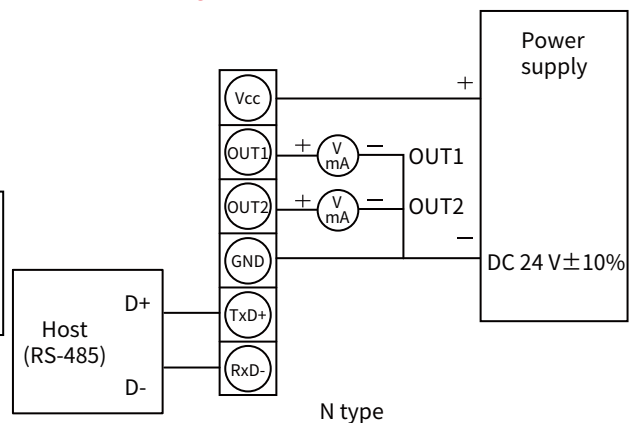 Power
supply
Vcc
+
OUT1
+
V
mA
−
OUT1
OUT2
+
V
mA
−
OUT2
−
GND
DC 24 V±10%
D+
TxD+
Host
(RS-485)
D-
RxD-
N type